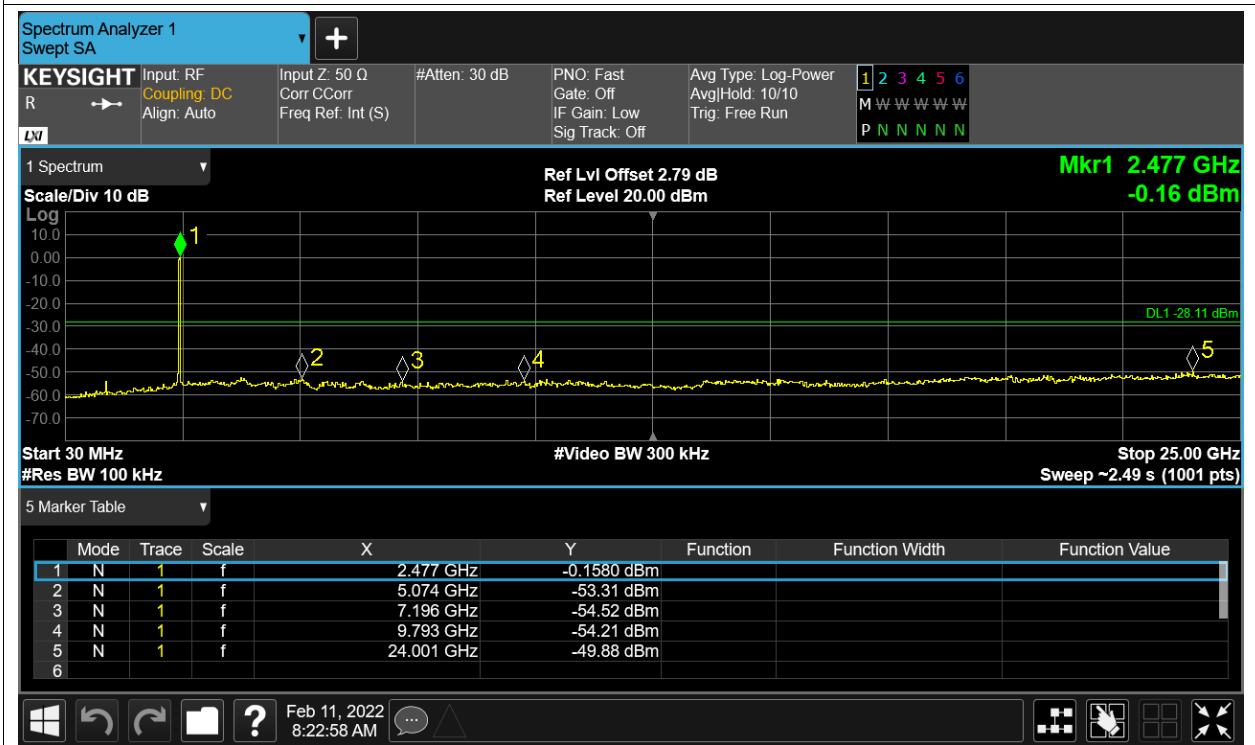 Spectrum Analyzer 1
Swept SA
+
KEYSIGHT Input: RF Input Z: 50 Ω #Atten: 30 dB PNO: Fast Avg Type: Log-Power 1 2 3 4 5 6
R Coupling: DC Corr CCorr Gate: Off Avg|Hold: 10/10 M W W W W W
Align: Auto Freq Ref: Int (S) IF Gain: Low Trig: Free Run
LXI Sig Track: Off P N N N N N
1 Spectrum Ref Lvl Offset 2.79 dB Mkr1 2.477 GHz
Scale/Div 10 dB Ref Level 20.00 dBm -0.16 dBm
Log
10.0 1
0.00
-10.0
-20.0
DL1 -28.11 dBm
-30.0
-40.0
2 3 4 5
-50.0
-60.0
-70.0
Start 30 MHz #Video BW 300 kHz Stop 25.00 GHz
#Res BW 100 kHz Sweep ~2.49 s (1001 pts)
5 Marker Table
Mode Trace Scale X Y Function Function Width Function Value
1 N 1 f 2.477 GHz -0.1580 dBm
2 N 1 f 5.074 GHz -53.31 dBm
3 N 1 f 7.196 GHz -54.52 dBm
4 N 1 f 9.793 GHz -54.21 dBm
5 N 1 f 24.001 GHz -49.88 dBm
6
? Feb 11, 2022
8:22:58 AM